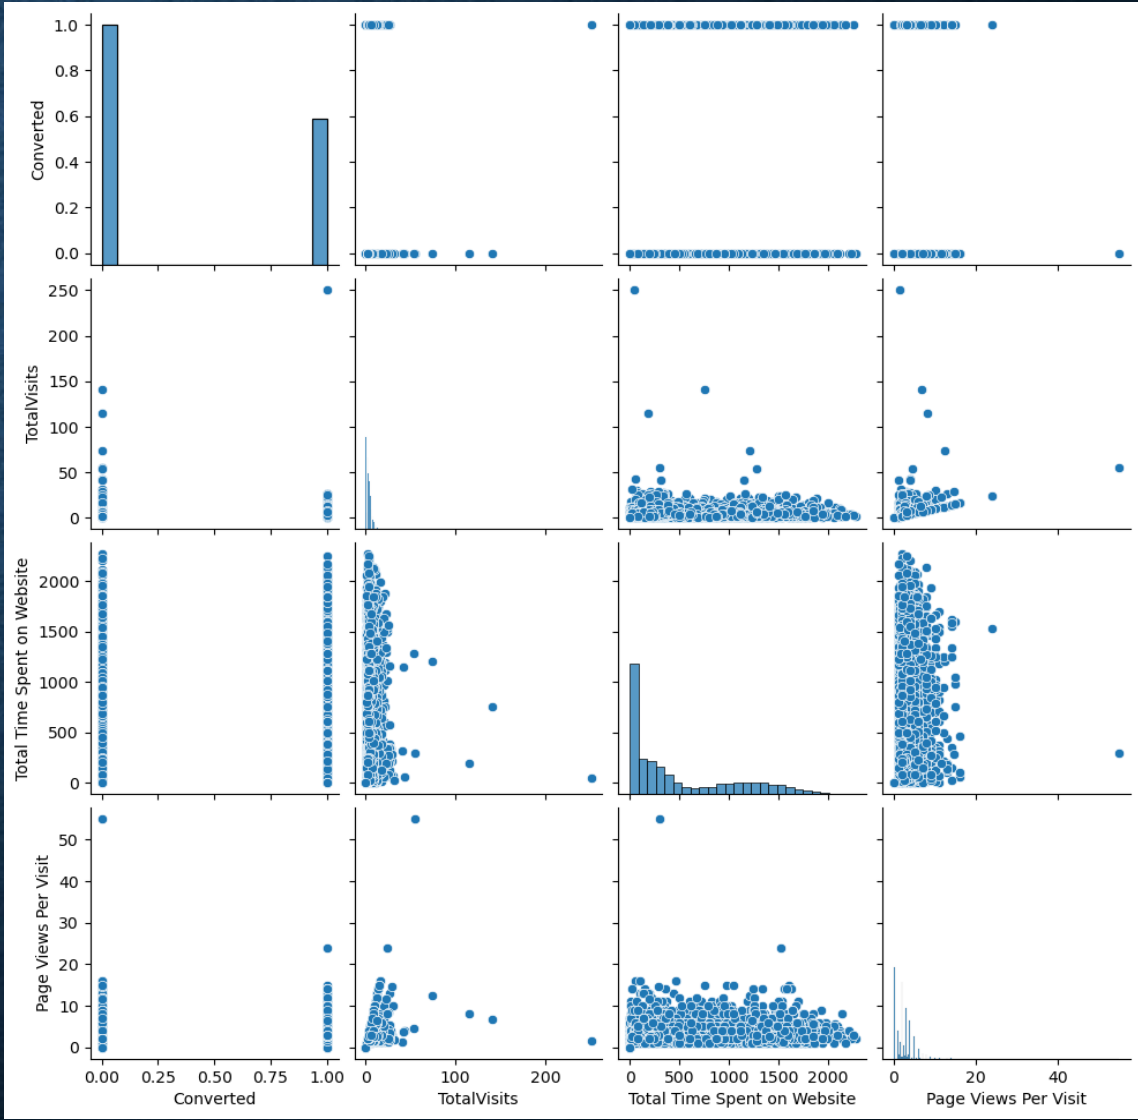 Converted
1.0
0.8
0.6
0.4
0.2
0.0
TotalVisits
250
200
150
100
50
0
Total Time Spent on Website
2000
1500
1000
500
0
Page Views Per Visit
50
40
30
20
10
0
0.00 0.25 0.50 0.75 1.00
Converted
0 200
TotalVisits
0 500 1000 1500 2000
Total Time Spent on Website
0 20 40
Page Views Per Visit